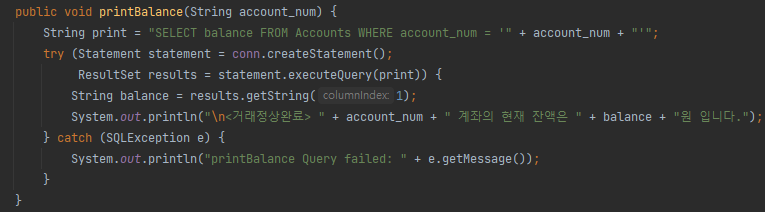 public void printBalance(String account_num) {
    String print = "SELECT balance FROM Accounts WHERE account_num = '" + account_num + "'";
    try (Statement statement = conn.createStatement();
         ResultSet results = statement.executeQuery(print)) {
        String balance = results.getString( columnIndex: 1);
        System.out.println("\n<거래정상완료> " + account_num + " 계좌의 현재 잔액은 " + balance + "원 입니다.");
    } catch (SQLException e) {
        System.out.println("printBalance Query failed: " + e.getMessage());
    }
}